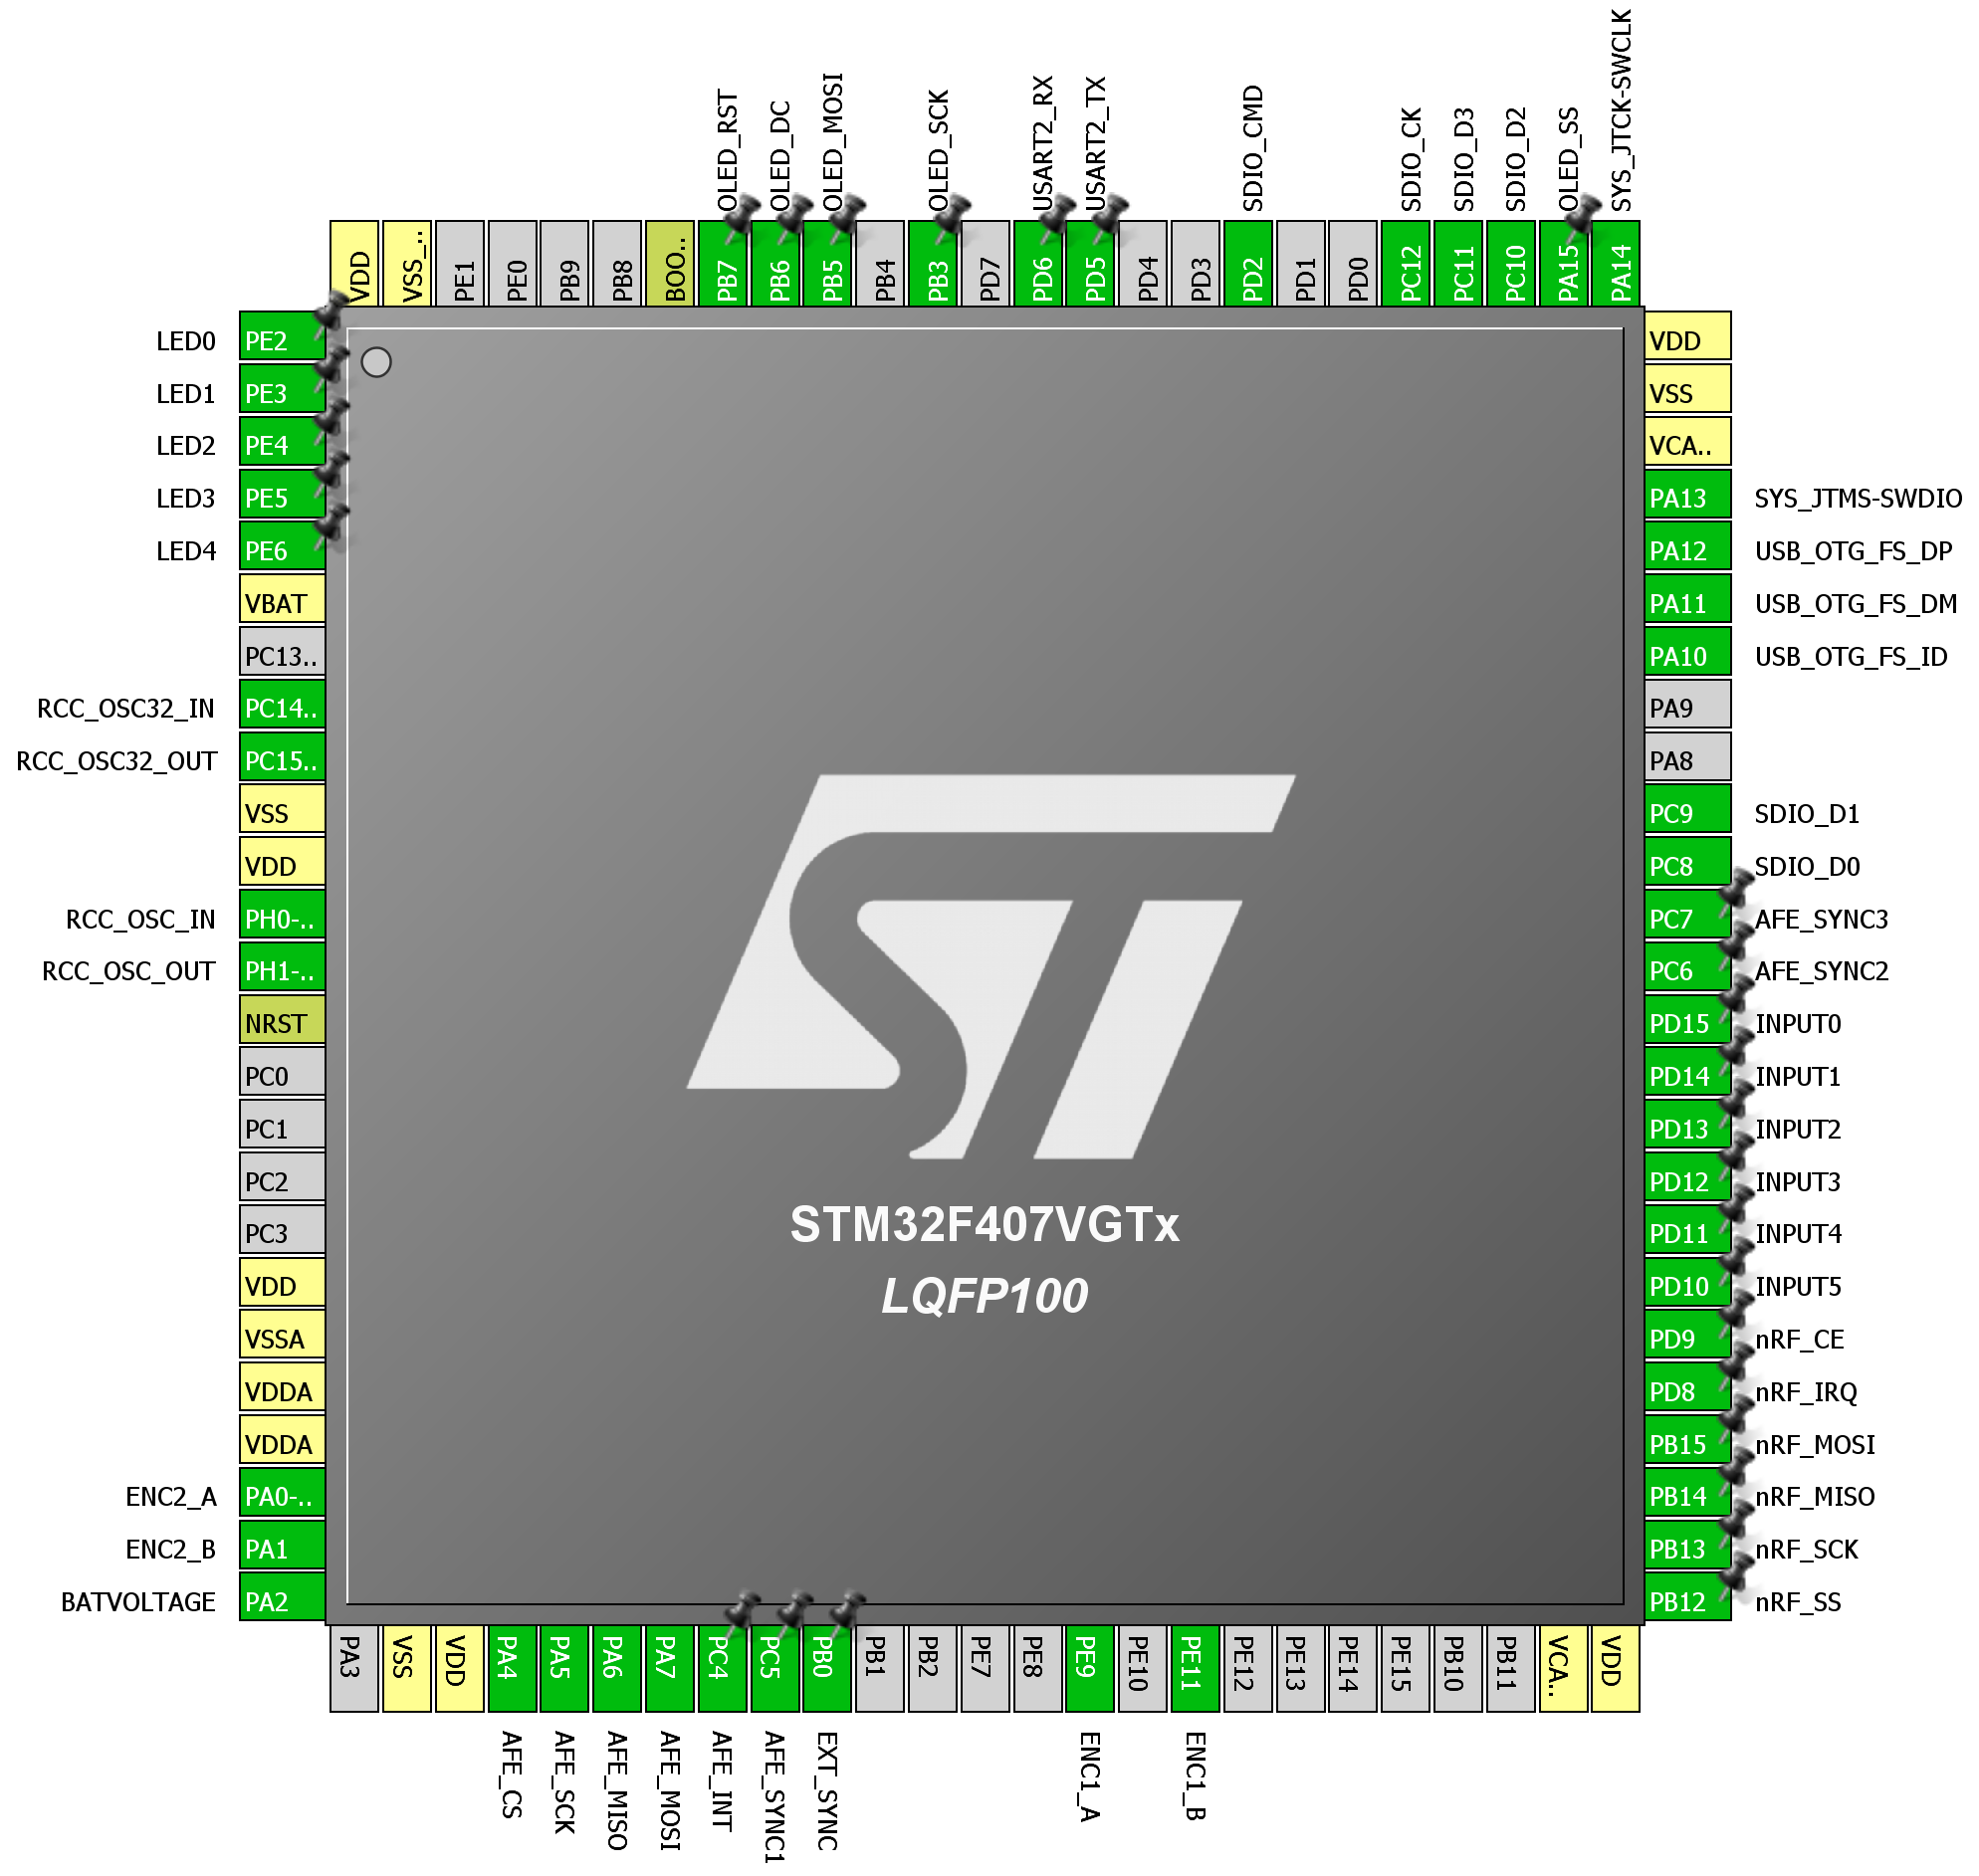 OLED_RST
OLED_DC
OLED_MOSI
OLED_SCK
USART2_RX
USART2_TX
SDIO_CMD
SDIO_CK
SDIO_D3
SDIO_D2
OLED_SS
SYS_JTCK-SWCLK
VDD
VSS_..
PE1
PE0
PB9
PB8
BOO..
PB7
PB6
PB5
PB4
PB3
PD7
PD6
PD5
PD4
PD3
PD2
PD1
PD0
PC12
PC11
PC10
PA15
PA14
LED0 PE2
LED1 PE3
LED2 PE4
LED3 PE5
LED4 PE6
VBAT
PC13..
RCC_OSC32_IN PC14..
RCC_OSC32_OUT PC15..
VSS
VDD
RCC_OSC_IN PH0-..
RCC_OSC_OUT PH1-..
NRST
PC0
PC1
PC2
PC3
VDD
VSSA
VDDA
VDDA
ENC2_A PA0-..
ENC2_B PA1
BATVOLTAGE PA2
ST
STM32F407VGTx
LQFP100
VDD
VSS
VCA..
PA13 SYS_JTMS-SWDIO
PA12 USB_OTG_FS_DP
PA11 USB_OTG_FS_DM
PA10 USB_OTG_FS_ID
PA9
PA8
PC9 SDIO_D1
PC8 SDIO_D0
PC7 AFE_SYNC3
PC6 AFE_SYNC2
PD15 INPUT0
PD14 INPUT1
PD13 INPUT2
PD12 INPUT3
PD11 INPUT4
PD10 INPUT5
PD9 nRF_CE
PD8 nRF_IRQ
PB15 nRF_MOSI
PB14 nRF_MISO
PB13 nRF_SCK
PB12 nRF_SS
PA3
VSS
VDD
PA4
PA5
PA6
PA7
PC4
PC5
PB0
PB1
PB2
PE7
PE8
PE9
PE10
PE11
PE12
PE13
PE14
PE15
PB10
PB11
VCA..
VDD
AFE_CS
AFE_SCK
AFE_MISO
AFE_MOSI
AFE_INT
AFE_SYNC1
EXT_SYNC
ENC1_A
ENC1_B